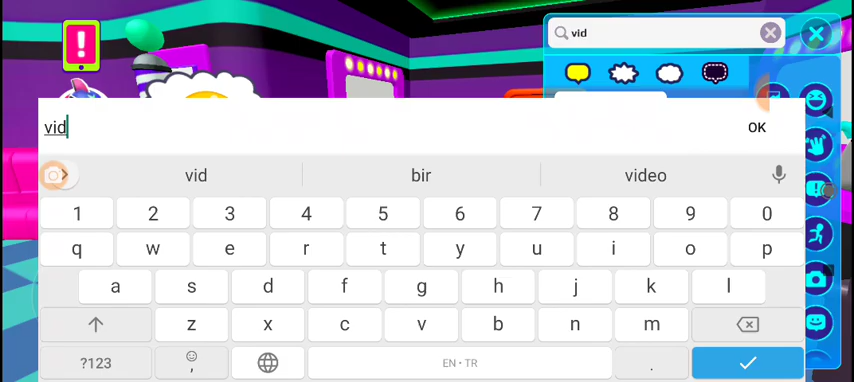 vid
vid
OK
vid bir video
1 2 3 4 5 6 7 8 9 0
q w e r t y u i o p
a s d f g h j k l
z x c v b n m
?123 , EN • TR .